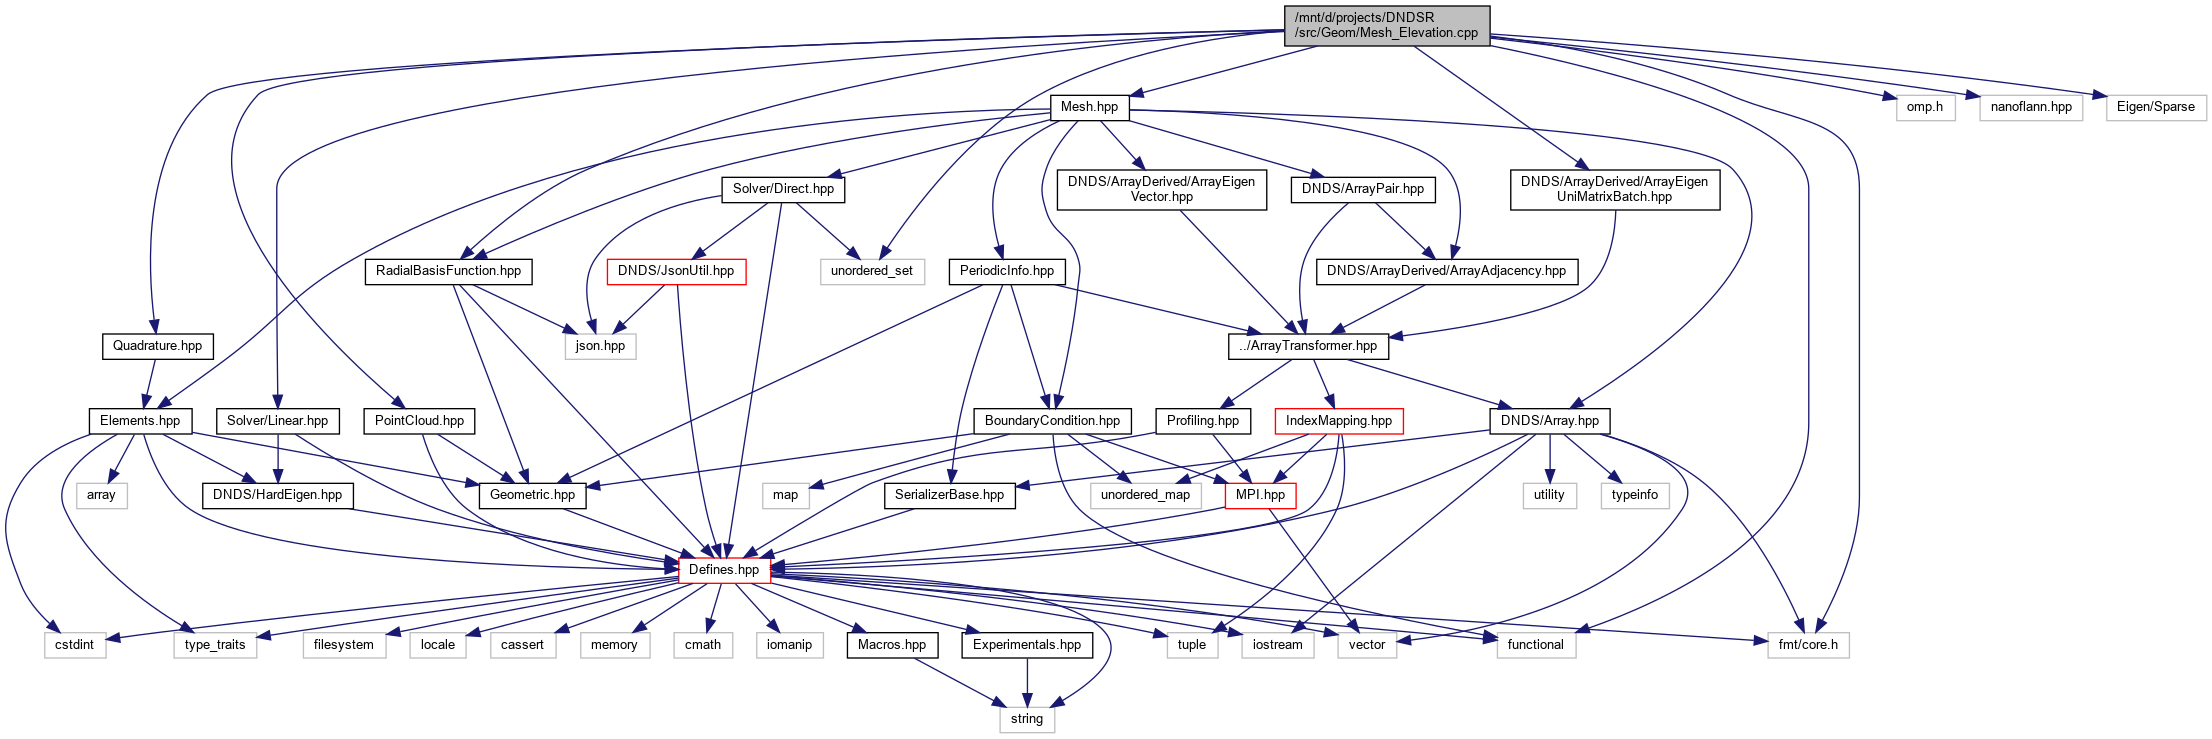 /mnt/d/projects/DNDSR
/src/Geom/Mesh_Elevation.cpp
Mesh.hpp
omp.h
nanoflann.hpp
Eigen/Sparse
Solver/Direct.hpp
DNDS/ArrayDerived/ArrayEigen
Vector.hpp
DNDS/ArrayPair.hpp
DNDS/ArrayDerived/ArrayEigen
UniMatrixBatch.hpp
RadialBasisFunction.hpp
DNDS/JsonUtil.hpp
unordered_set
PeriodicInfo.hpp
DNDS/ArrayDerived/ArrayAdjacency.hpp
Quadrature.hpp
json.hpp
../ArrayTransformer.hpp
Elements.hpp
Solver/Linear.hpp
PointCloud.hpp
BoundaryCondition.hpp
Profiling.hpp
IndexMapping.hpp
DNDS/Array.hpp
array
DNDS/HardEigen.hpp
Geometric.hpp
map
SerializerBase.hpp
unordered_map
MPI.hpp
utility
typeinfo
Defines.hpp
cstdint
type_traits
filesystem
locale
cassert
memory
cmath
iomanip
Macros.hpp
Experimentals.hpp
tuple
iostream
vector
functional
fmt/core.h
string